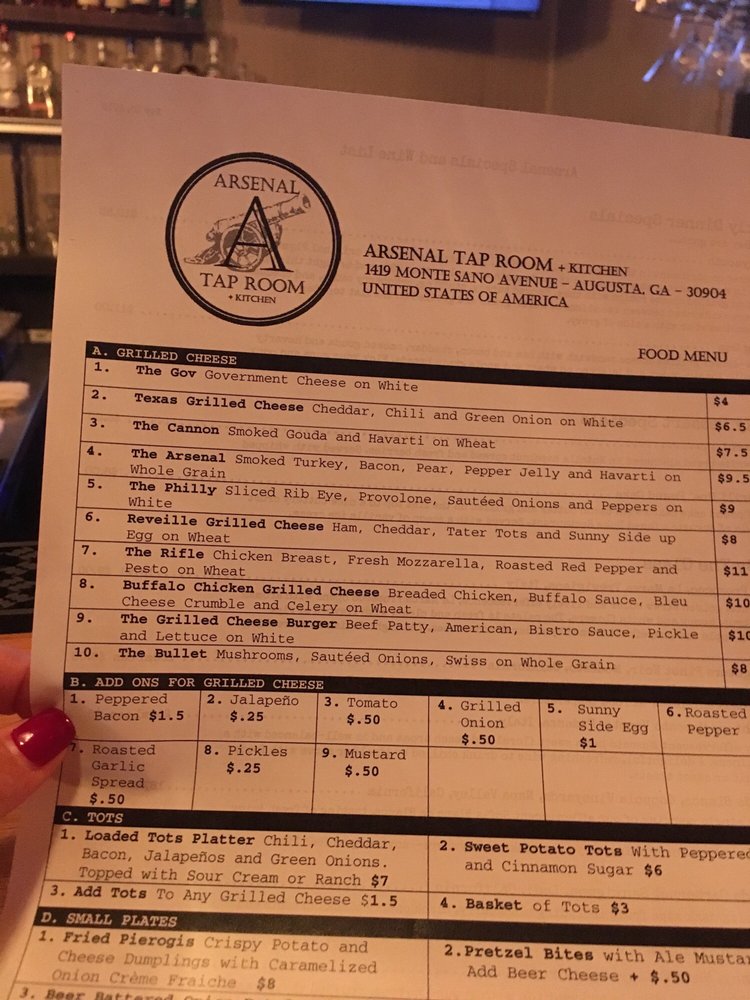 ARSENAL
A
TAP ROOM
+ KITCHEN
ARSENAL TAP ROOM + KITCHEN
1419 MONTE SANO AVENUE – AUGUSTA, GA – 30904
UNITED STATES OF AMERICA
FOOD MENU
A. GRILLED CHEESE
1. The Gov Government Cheese on White $4
2. Texas Grilled Cheese Cheddar, Chili and Green Onion on White $6.5
3. The Cannon Smoked Gouda and Havarti on Wheat $7.5
4. The Arsenal Smoked Turkey, Bacon, Pear, Pepper Jelly and Havarti on
Whole Grain $9.5
5. The Philly Sliced Rib Eye, Provolone, Sautéed Onions and Peppers on
White $9
6. Reveille Grilled Cheese Ham, Cheddar, Tater Tots and Sunny Side up
Egg on Wheat $8
7. The Rifle Chicken Breast, Fresh Mozzarella, Roasted Red Pepper and
Pesto on Wheat $11
8. Buffalo Chicken Grilled Cheese Breaded Chicken, Buffalo Sauce, Bleu
Cheese Crumble and Celery on Wheat $10
9. The Grilled Cheese Burger Beef Patty, American, Bistro Sauce, Pickle
and Lettuce on White $10
10. The Bullet Mushrooms, Sautéed Onions, Swiss on Whole Grain $8
B. ADD ONS FOR GRILLED CHEESE
1. Peppered
Bacon $1.5
2. Jalapeño
$.25
3. Tomato
$.50
4. Grilled
Onion
$.50
5. Sunny
Side Egg
$1
6. Roasted
Pepper
7. Roasted
Garlic
Spread
$.50
8. Pickles
$.25
9. Mustard
$.50
C. TOTS
1. Loaded Tots Platter Chili, Cheddar,
Bacon, Jalapeños and Green Onions.
Topped with Sour Cream or Ranch $7
2. Sweet Potato Tots With Peppered
and Cinnamon Sugar $6
3. Add Tots To Any Grilled Cheese $1.5
4. Basket of Tots $3
D. SMALL PLATES
1. Fried Pierogis Crispy Potato and
Cheese Dumplings with Caramelized
Onion Crème Fraiche $8
2. Pretzel Bites with Ale Mustar
Add Beer Cheese + $.50
3. Beer Battered